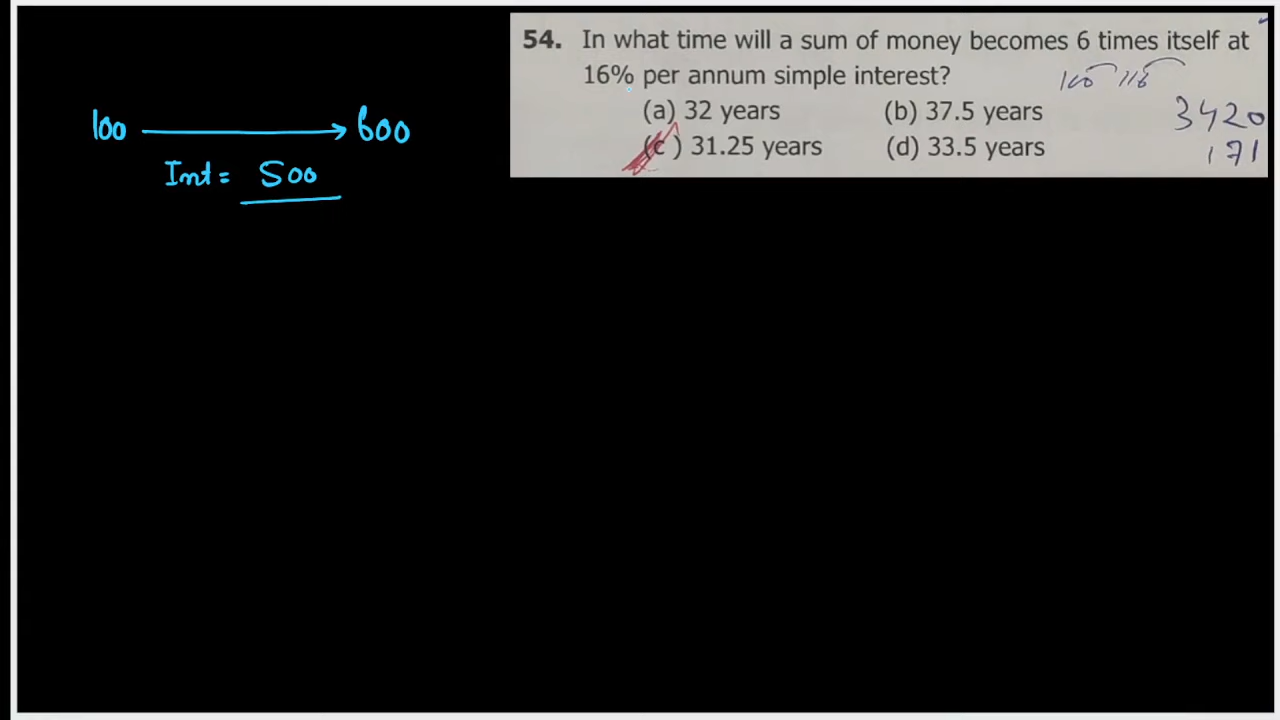 54. In what time will a sum of money becomes 6 times itself at
16% per annum simple interest?
100 116
(a) 32 years (b) 37.5 years
(c) 31.25 years (d) 33.5 years
3420
171
100 → 600
Int = 500